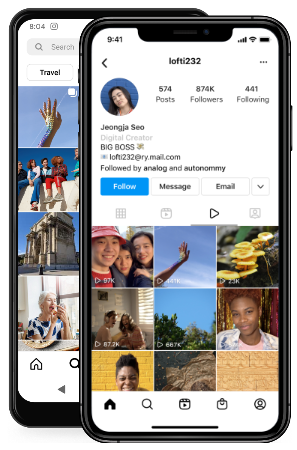 8:04
Search
Travel
9:41
lofti232
574
874K
441
Posts
Followers
Following
Jeongja Seo
Digital Creator
BIG BOSS
lofti232@ry.mail.com
Followed by analog and autonommy
Follow
Message
Email
97K
441K
23K
87.2K
667K